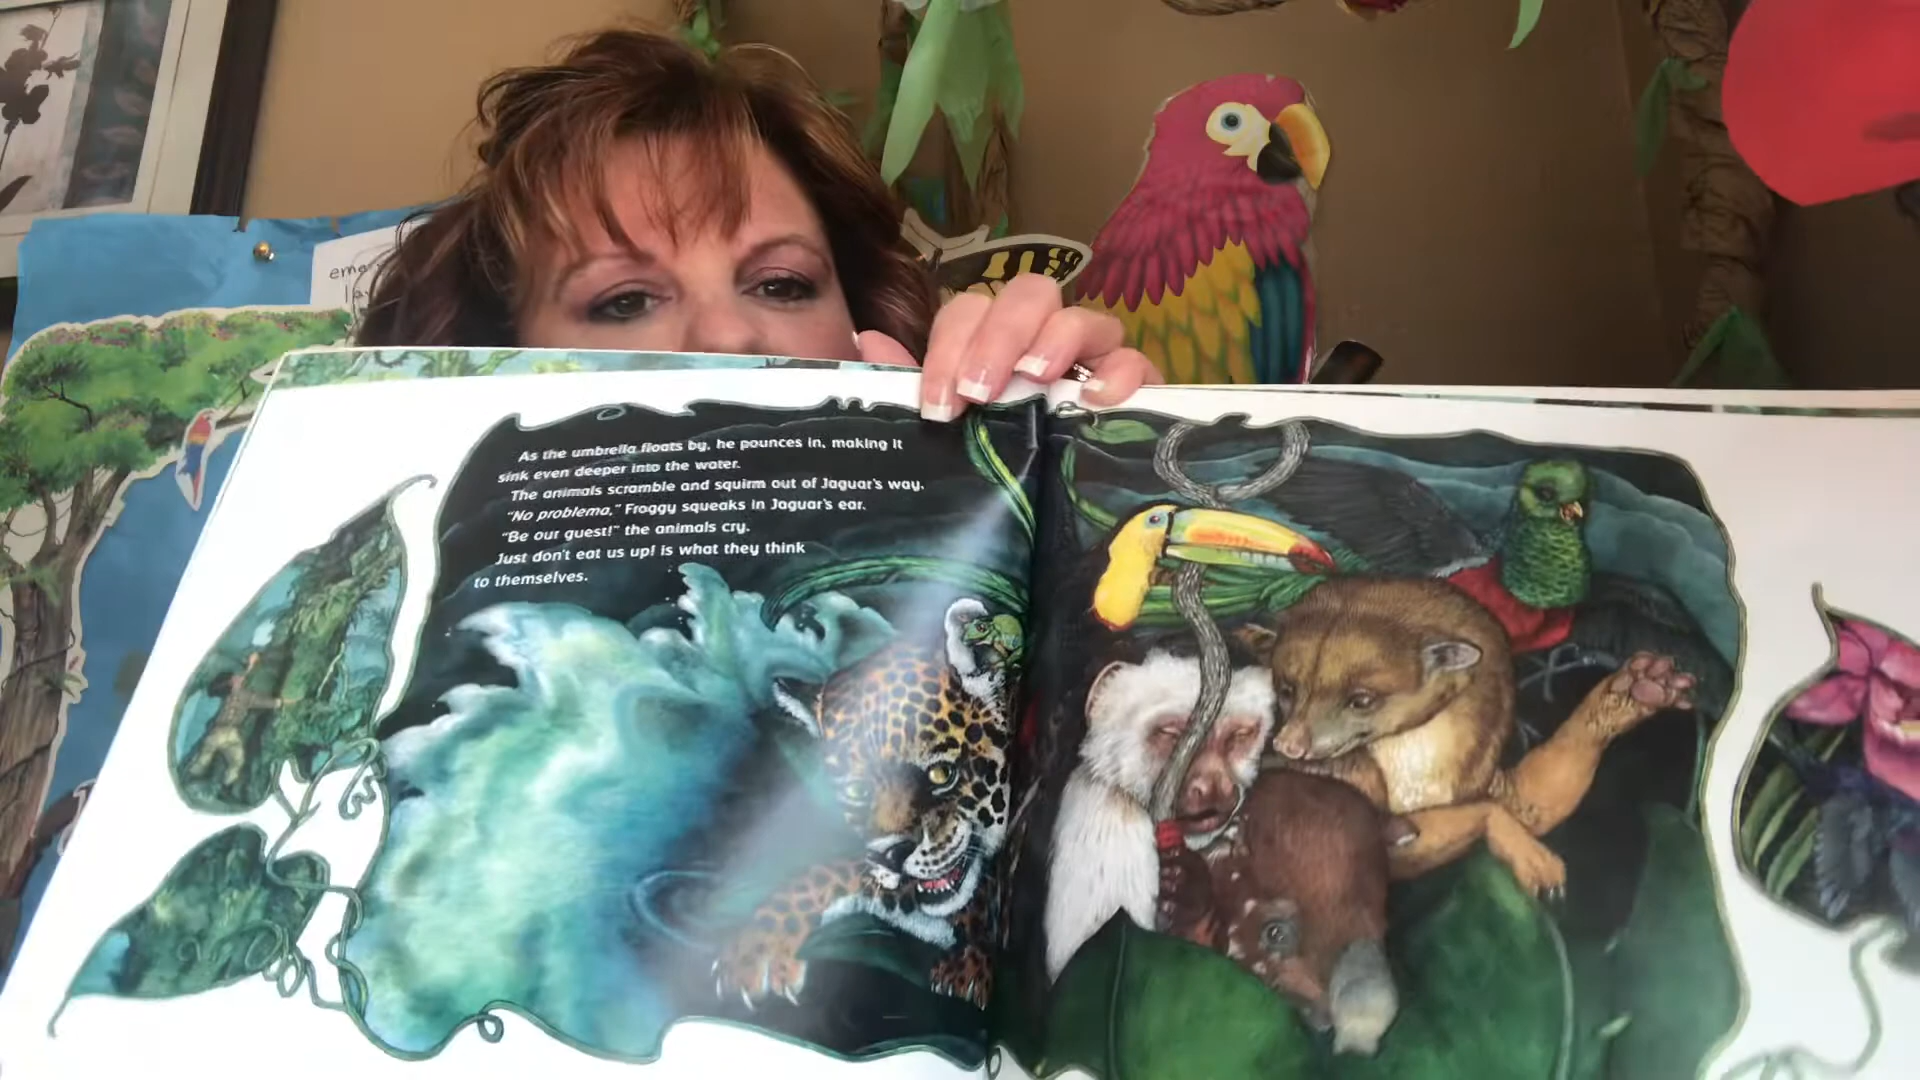 As the umbrella floats by, he pounces in, making it
sink even deeper into the water.
The animals scramble and squirm out of Jaguar's way.
"No problema," Froggy squeaks in Jaguar's ear.
"Be our guest!" the animals cry.
Just don't eat us up! is what they think
to themselves.